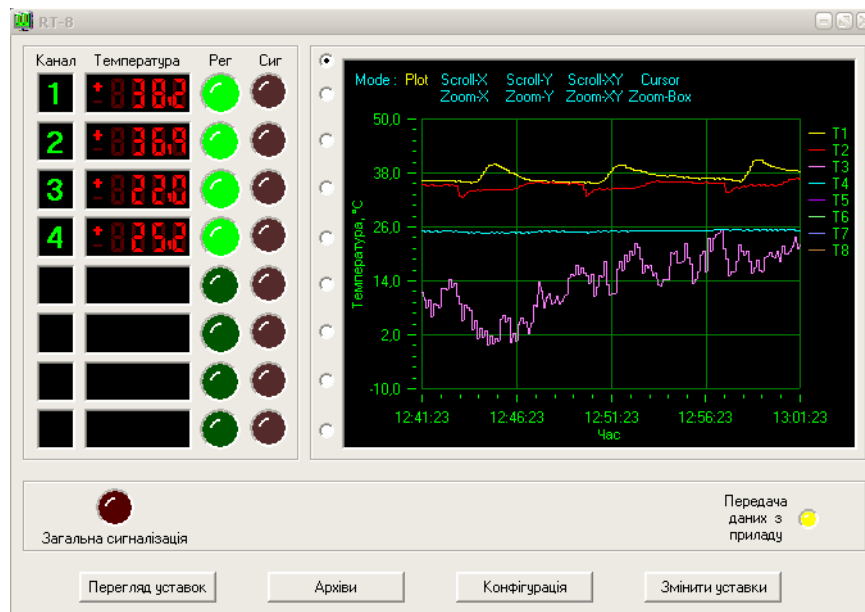 RT-8
Канал Температура Рег Сиг
1 +38,2
2 +36,9
3 +22,0
4 +25,2
Mode : Plot Scroll-X Scroll-Y Scroll-XY Cursor
Zoom-X Zoom-Y Zoom-XY Zoom-Box
50,0
38,0
26,0
14,0
2,0
-10,0
Температура, °C
12:41:23 12:46:23 12:51:23 12:56:23 13:01:23
Час
T1
T2
T3
T4
T5
T6
T7
T8
Загальна сигналізація
Передача
даних з
приладу
Перегляд уставок Архіви Конфігурація Змінити уставки